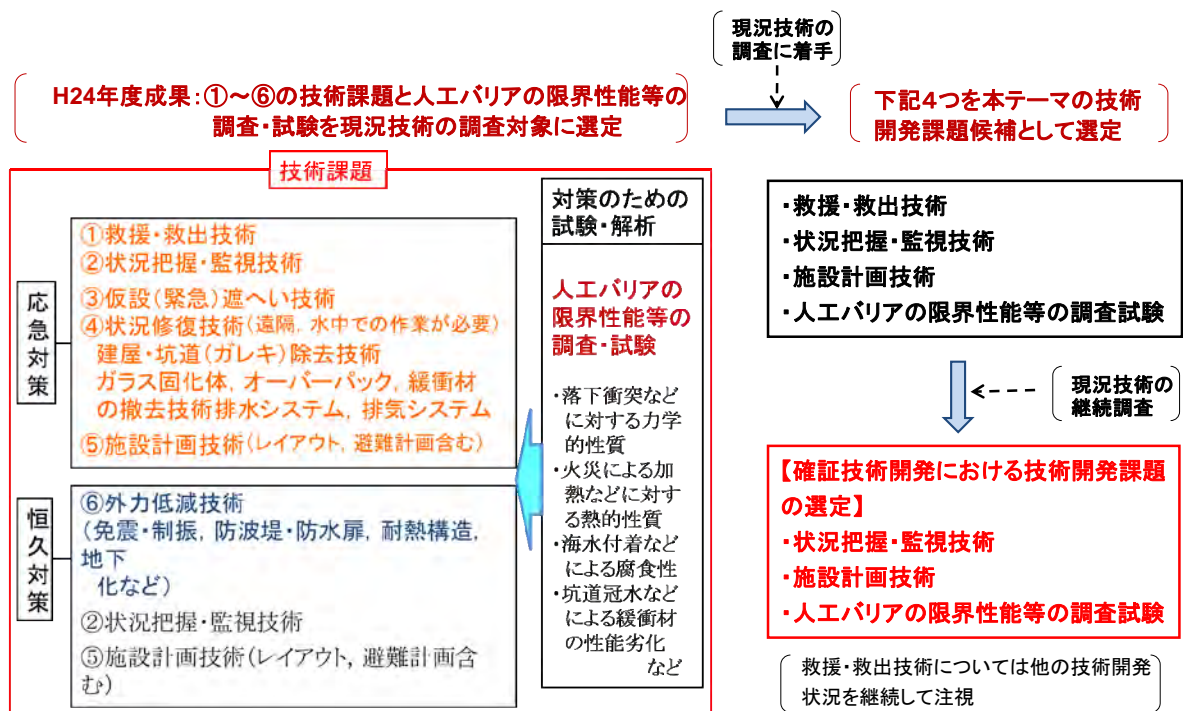 現況技術の
調査に着手
H24年度成果:①～⑥の技術課題と人工バリアの限界性能等の
調査・試験を現況技術の調査対象に選定
下記4つを本テーマの技術
開発課題候補として選定
技術課題
応急対策
①救援・救出技術
②状況把握・監視技術
③仮設(緊急)遮へい技術
④状況修復技術(遠隔，水中での作業が必要)
建屋・坑道(ガレキ)除去技術
ガラス固化体，オーバーパック，緩衝材
の撤去技術排水システム，排気システム
⑤施設計画技術(レイアウト，避難計画含む)
恒久対策
⑥外力低減技術
(免震・制振，防波堤・防水扉，耐熱構造，
地下
化など)
②状況把握・監視技術
⑤施設計画技術(レイアウト，避難計画含
む)
対策のための
試験・解析
人工バリアの
限界性能等の
調査・試験
・落下衝突など
に対する力学
的性質
・火災による加
熱などに対す
る熱的性質
・海水付着など
による腐食性
・坑道冠水など
による緩衝材
の性能劣化
など
・救援・救出技術
・状況把握・監視技術
・施設計画技術
・人工バリアの限界性能等の調査試験
現況技術の
継続調査
【確証技術開発における技術開発課題
の選定】
・状況把握・監視技術
・施設計画技術
・人工バリアの限界性能等の調査試験
救援・救出技術については他の技術開発
状況を継続して注視